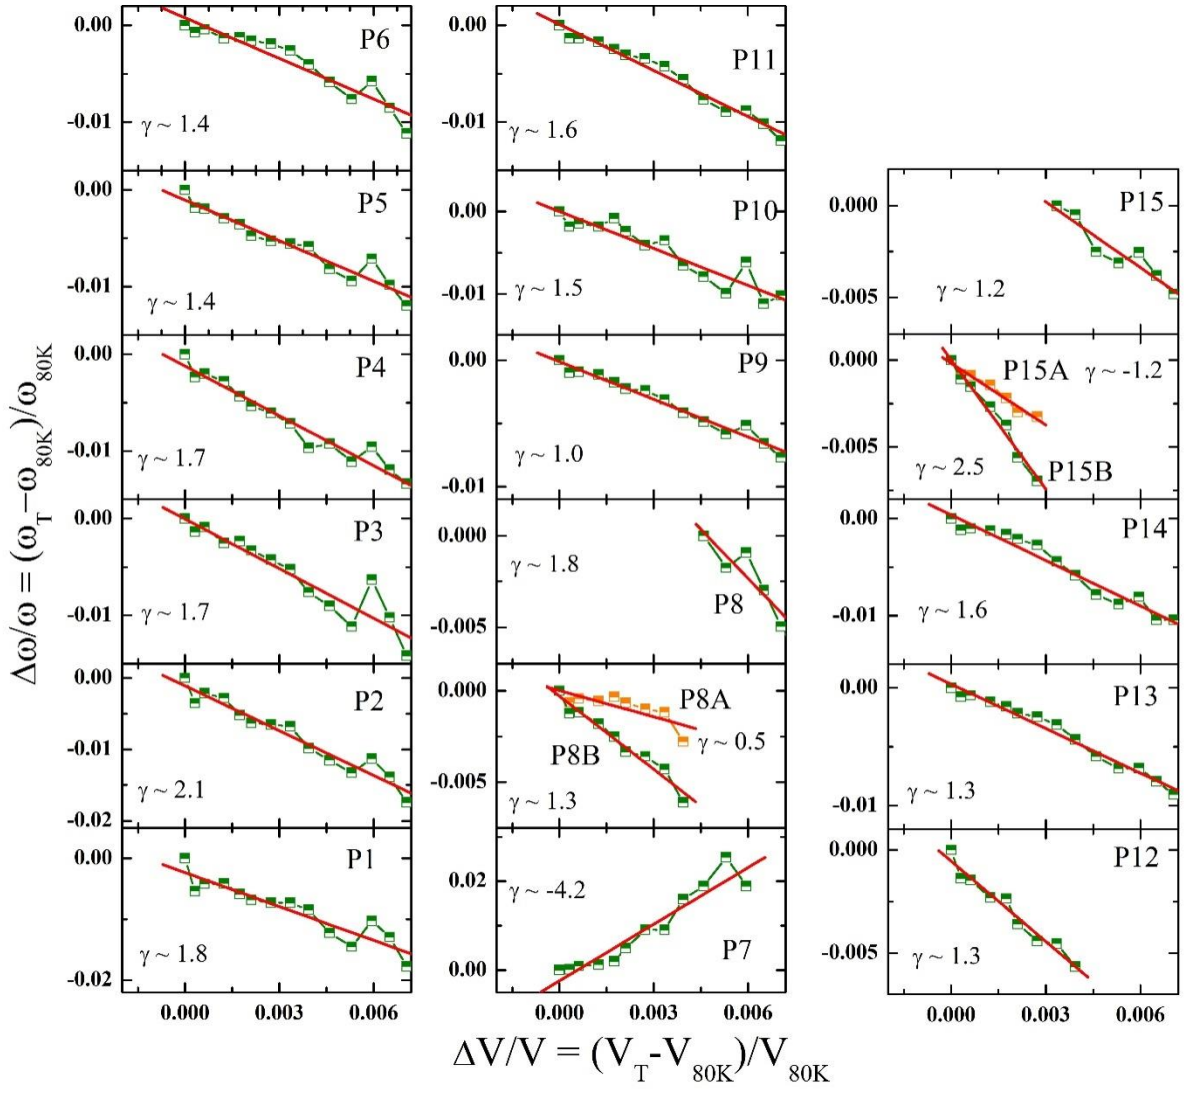 Δω/ω = (ω_T−ω_80K)/ω_80K
0.00
-0.01
P6
γ ~ 1.4
0.00
-0.01
P5
γ ~ 1.4
0.00
-0.01
P4
γ ~ 1.7
0.00
-0.01
P3
γ ~ 1.7
0.00
-0.01
-0.02
P2
γ ~ 2.1
0.00
-0.02
P1
γ ~ 1.8
0.000 0.003 0.006
0.00
-0.01
P11
γ ~ 1.6
0.00
-0.01
P10
γ ~ 1.5
0.00
-0.01
P9
γ ~ 1.0
0.000
-0.005
γ ~ 1.8
P8
0.000
-0.005
P8A
γ ~ 0.5
P8B
γ ~ 1.3
0.02
0.00
γ ~ -4.2
P7
0.000 0.003 0.006
0.000
-0.005
P15
γ ~ 1.2
0.000
-0.005
P15A γ ~ -1.2
γ ~ 2.5 P15B
0.00
-0.01
P14
γ ~ 1.6
0.00
-0.01
P13
γ ~ 1.3
0.000
-0.005
P12
γ ~ 1.3
0.000 0.003 0.006
ΔV/V = (V_T-V_80K)/V_80K